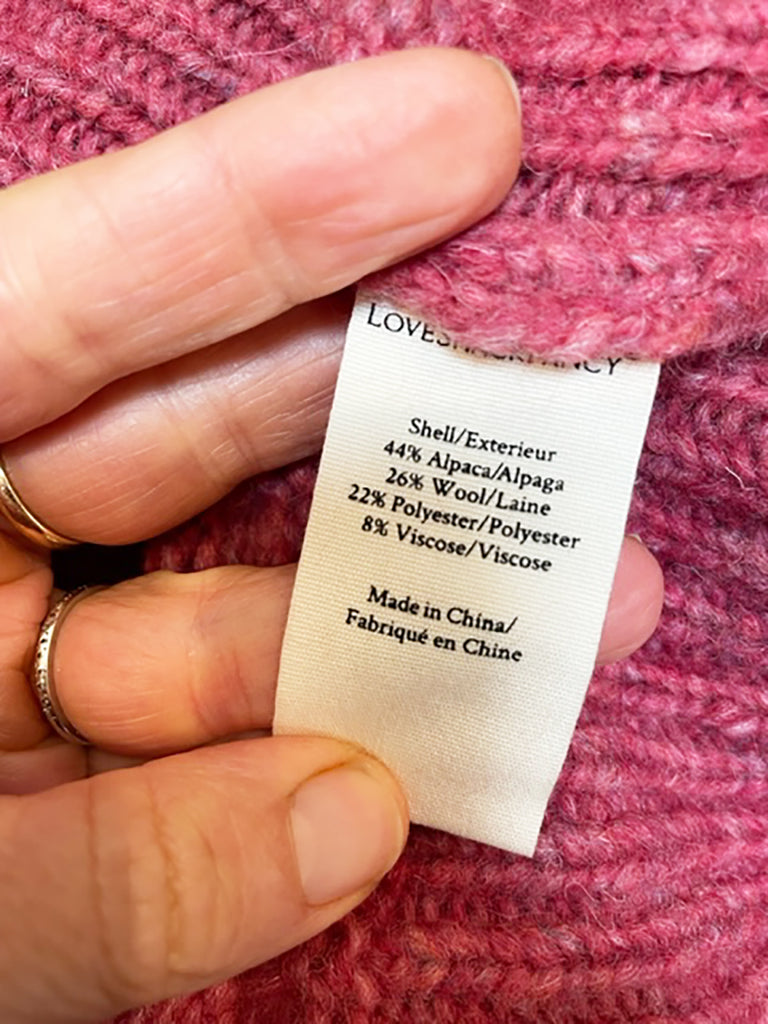 Shell/Exterieur
44% Alpaca/Alpaga
26% Wool/Laine
22% Polyester/Polyester
8% Viscose/Viscose
Made in China/
Fabriqué en Chine